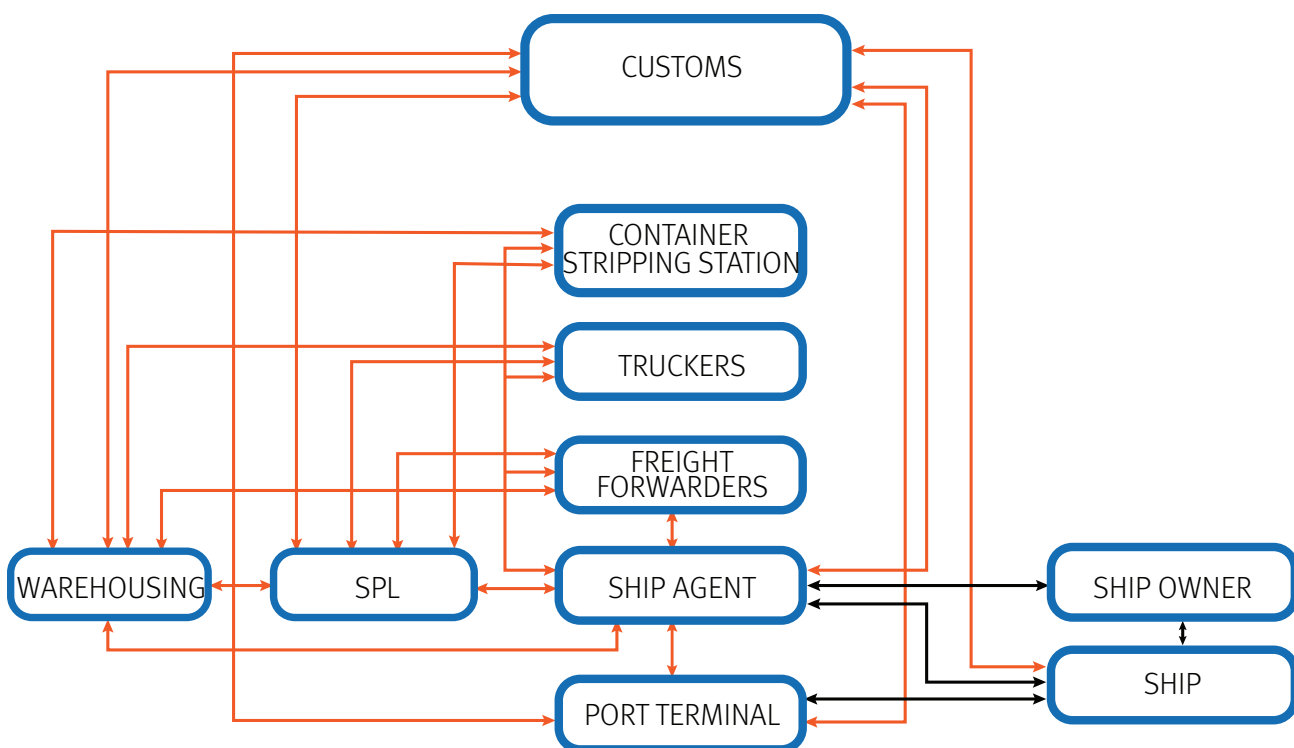 CUSTOMS
CONTAINER
STRIPPING STATION
TRUCKERS
FREIGHT
FORWARDERS
WAREHOUSING
SPL
SHIP AGENT
SHIP OWNER
SHIP
PORT TERMINAL